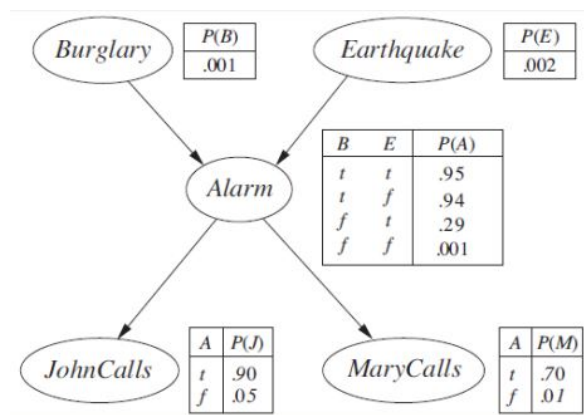 Burglary
P(B)
.001
Earthquake
P(E)
.002
Alarm
B E P(A)
t t .95
t f .94
f t .29
f f .001
JohnCalls
A P(J)
t .90
f .05
MaryCalls
A P(M)
t .70
f .01